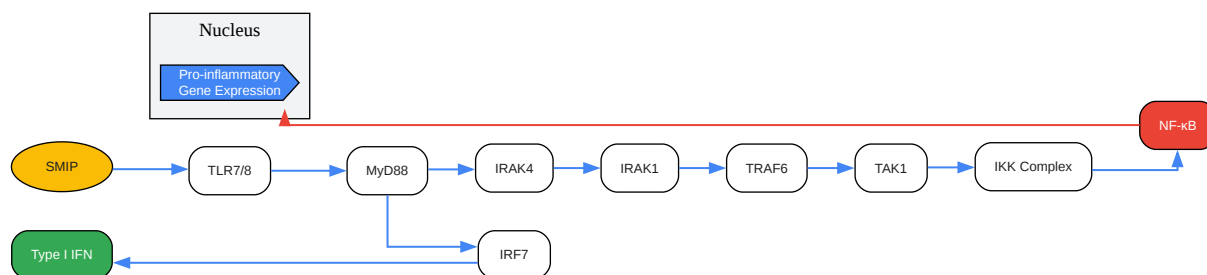 Nucleus
Pro-inflammatory
Gene Expression
NF-κB
SMIP
TLR7/8
MyD88
IRAK4
IRAK1
TRAF6
TAK1
IKK Complex
Type I IFN
IRF7